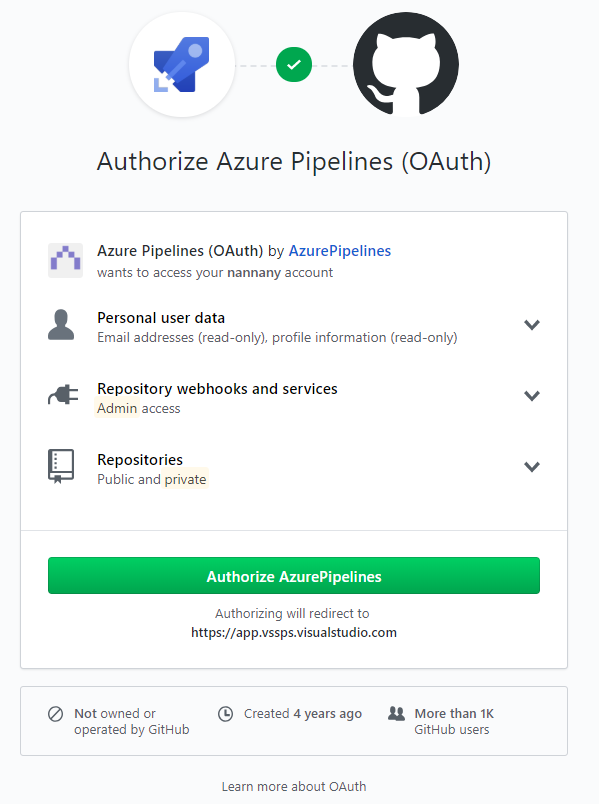 Authorize Azure Pipelines (OAuth)
Azure Pipelines (OAuth) by AzurePipelines
wants to access your nannany account
Personal user data
Email addresses (read-only), profile information (read-only)
Repository webhooks and services
Admin access
Repositories
Public and private
Authorize AzurePipelines
Authorizing will redirect to
https://app.vssps.visualstudio.com
Not owned or
operated by GitHub
Created 4 years ago
More than 1K
GitHub users
Learn more about OAuth